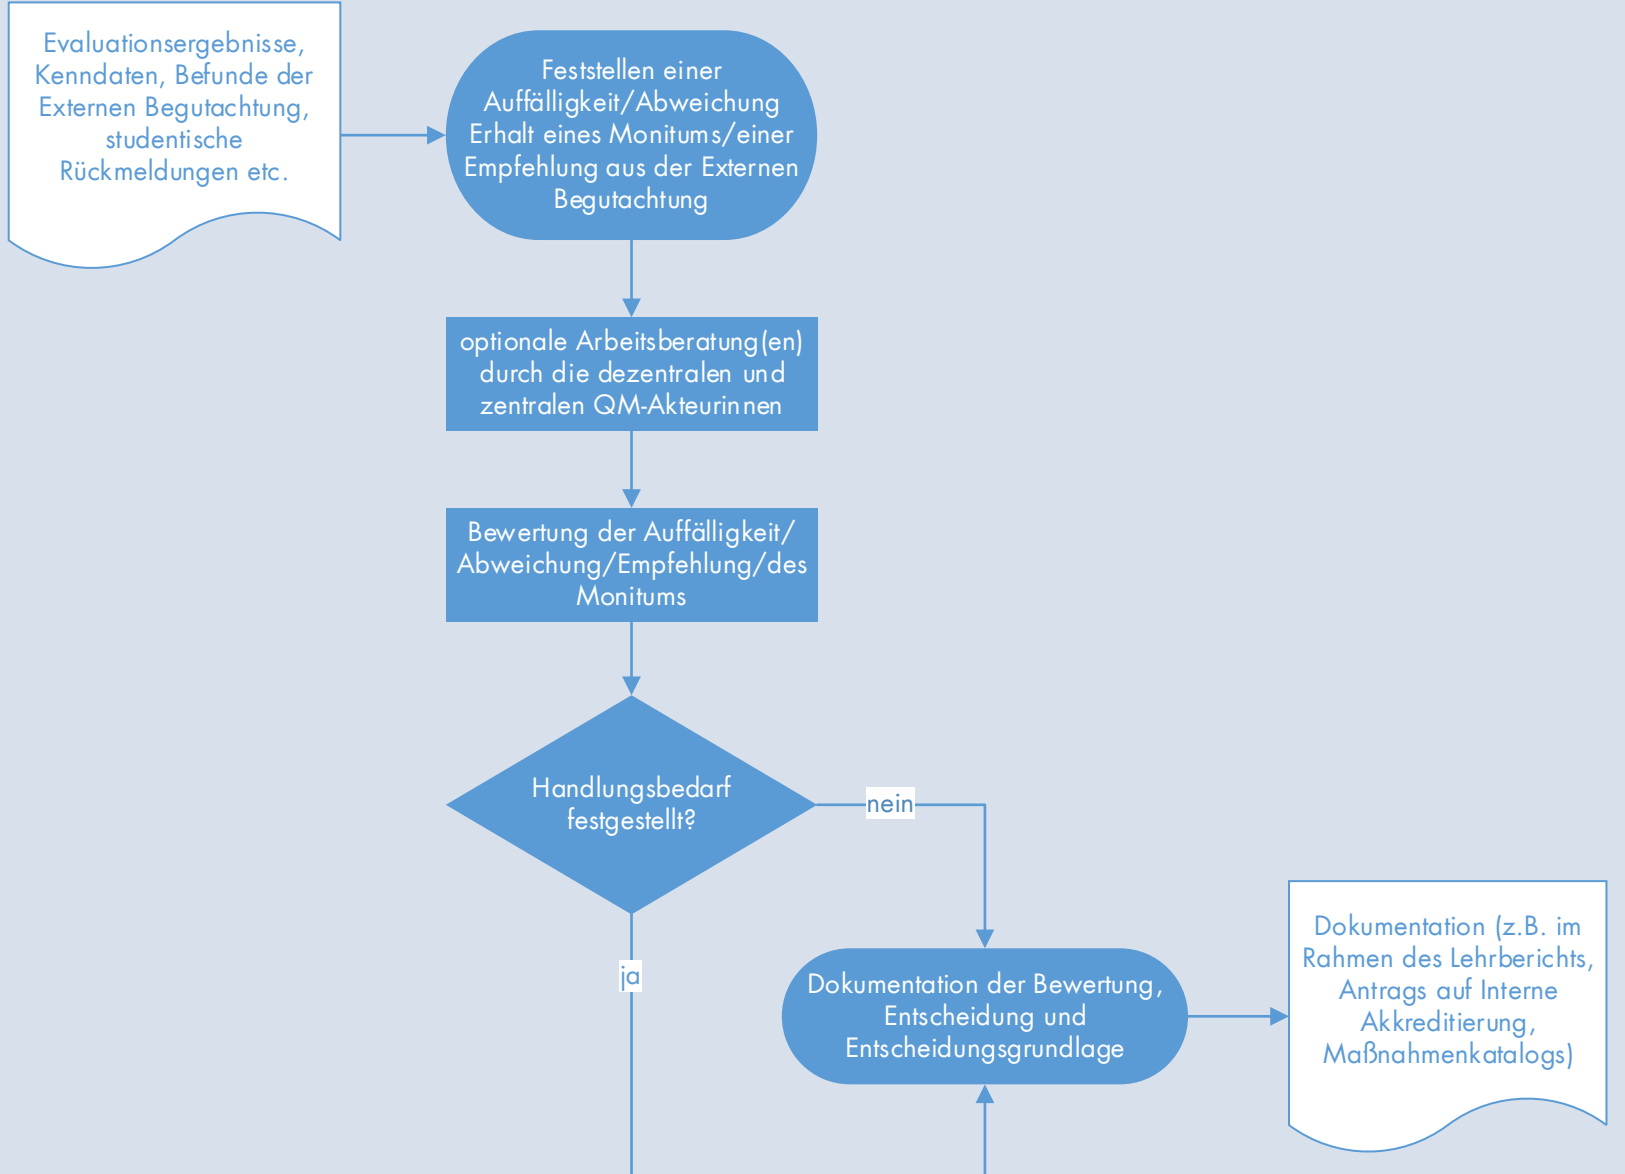 Evaluationsergebnisse,
Kenndaten, Befunde der
Externen Begutachtung,
studentische
Rückmeldungen etc.
Feststellen einer
Auffälligkeit/Abweichung
Erhalt eines Monitums/einer
Empfehlung aus der Externen
Begutachtung
optionale Arbeitsberatung(en)
durch die dezentralen und
zentralen QM-Akteurinnen
Bewertung der Auffälligkeit/
Abweichung/Empfehlung/des
Monitums
Handlungsbedarf
festgestellt?
nein
ja
Dokumentation der Bewertung,
Entscheidung und
Entscheidungsgrundlage
Dokumentation (z.B. im
Rahmen des Lehrberichts,
Antrags auf Interne
Akkreditierung,
Maßnahmenkatalogs)